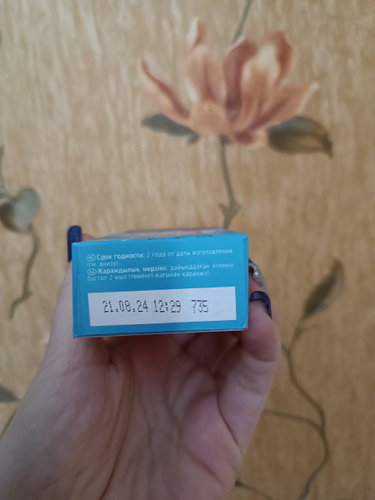 Срок годности: 2 года от даты изготовления
(см. внизу).
Жарамдылық мерзімі: дайындалған күннен
бастап 2 жыл (төменгі жағынан қараңыз)
21.08.24 12:29 735